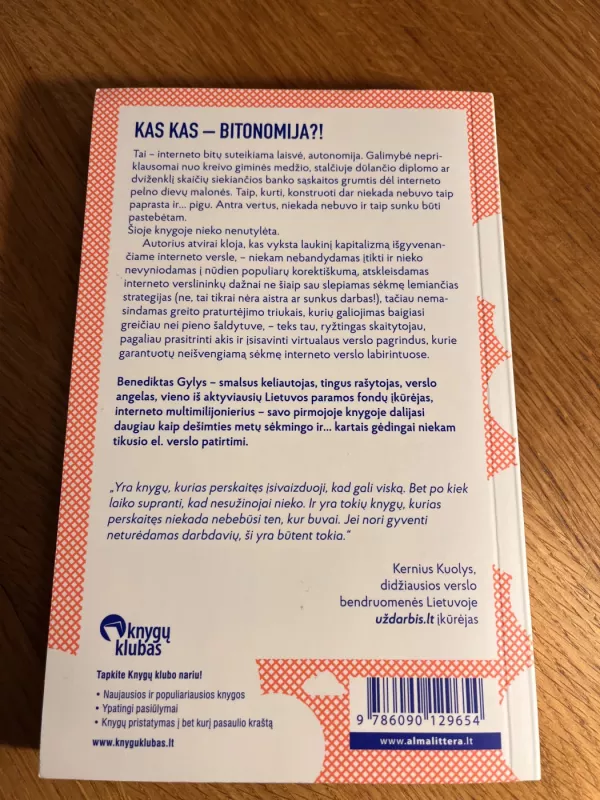 KAS KAS – BITONOMIJA?!
Tai – interneto bitų suteikiama laisvė, autonomija. Galimybė nepri-
klausomai nuo kreivo giminės medžio, stalčiuje dūlančio diplomo ar
dviženklį skaičių siekiančios banko sąskaitos grumtis dėl interneto
pelno dievų malonės. Taip, kurti, konstruoti dar niekada nebuvo taip
paprasta ir... pigu. Antra vertus, niekada nebuvo ir taip sunku būti
pastebėtam.
Šioje knygoje nieko nenutylėta.
Autorius atvirai kloja, kas vyksta laukinį kapitalizmą išgyvenan-
čiame interneto versle, – niekam nebandydamas įtikti ir nieko
nevyniodamas į nūdien populiarų korektiškumą, atskleisdamas
interneto verslininkų dažnai ne šiaip sau slepiamas sėkmę lemiančias
strategijas (ne, tai tikrai nėra aistra ar sunkus darbas!), tačiau nema-
sindamas greito praturtėjimo triukais, kurių galiojimas baigiasi
greičiau nei pieno šaldytuve, – teks tau, ryžtingas skaitytojau,
pagaliau prasitrinti akis ir įsisavinti virtualaus verslo pagrindus, kurie
garantuotų neišvengiamą sėkmę interneto verslo labirintuose.
Benediktas Gylys – smalsus keliautojas, tingus rašytojas, verslo
angelas, vieno iš aktyviausių Lietuvos paramos fondų įkūrėjas,
interneto multimilijonierius – savo pirmojoje knygoje dalijasi
daugiau kaip dešimties metų sėkmingo ir... kartais gėdingai niekam
tikusio el. verslo patirtimi.
„Yra knygų, kurias perskaitęs įsivaizduoji, kad gali viską. Bet po kiek
laiko supranti, kad nesužinojai nieko. Ir yra tokių knygų, kurias
perskaitęs niekada nebebūsi ten, kur buvai. Jei nori gyventi
neturėdamas darbdavių, ši yra būtent tokia.“
Kernius Kuolys,
didžiausios verslo
bendruomenės Lietuvoje
uždarbis.lt įkūrėjas
knygų
klubas
Tapkite Knygų klubo nariu!
• Naujausios ir populiariausios knygos
• Ypatingi pasiūlymai
• Knygų pristatymas į bet kurį pasaulio kraštą
www.knyguklubas.lt
9 786090 129654
www.almalittera.lt